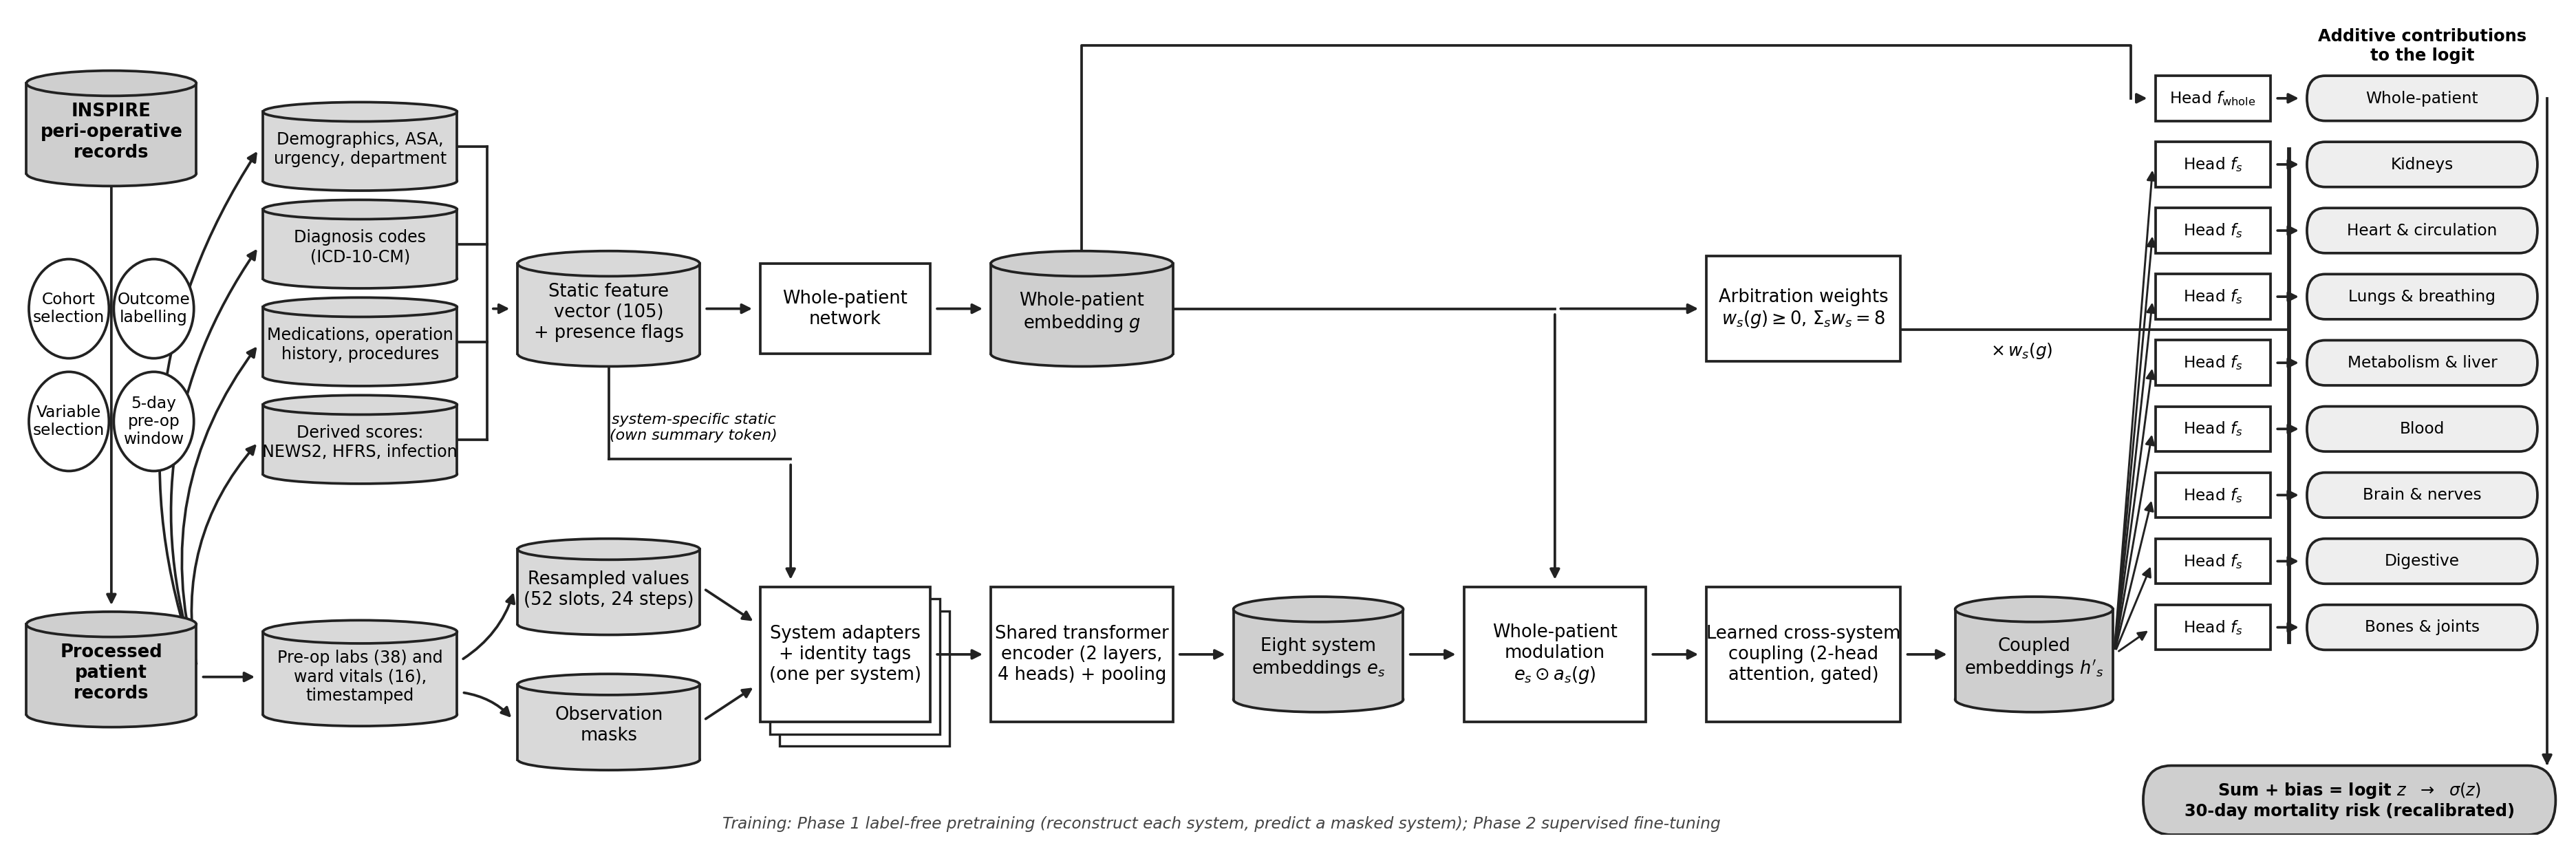 INSPIRE
peri-operative
records
Cohort
selection
Outcome
labelling
Variable
selection
5-day
pre-op
window
Processed
patient
records
Demographics, ASA,
urgency, department
Diagnosis codes
(ICD-10-CM)
Medications, operation
history, procedures
Derived scores:
NEWS2, HFRS, infection
Pre-op labs (38) and
ward vitals (16),
timestamped
Static feature
vector (105)
+ presence flags
system-specific static
(own summary token)
Resampled values
(52 slots, 24 steps)
Observation
masks
Whole-patient
network
System adapters
+ identity tags
(one per system)
Whole-patient
embedding g
Shared transformer
encoder (2 layers,
4 heads) + pooling
Eight system
embeddings e_s
Whole-patient
modulation
e_s ⊙ a_s(g)
Arbitration weights
w_s(g) ≥ 0, Σ_s w_s = 8
× w_s(g)
Learned cross-system
coupling (2-head
attention, gated)
Coupled
embeddings h'_s
Additive contributions
to the logit
Head f_whole
Whole-patient
Head f_s
Kidneys
Head f_s
Heart & circulation
Head f_s
Lungs & breathing
Head f_s
Metabolism & liver
Head f_s
Blood
Head f_s
Brain & nerves
Head f_s
Digestive
Head f_s
Bones & joints
Sum + bias = logit z → σ(z)
30-day mortality risk (recalibrated)
Training: Phase 1 label-free pretraining (reconstruct each system, predict a masked system); Phase 2 supervised fine-tuning